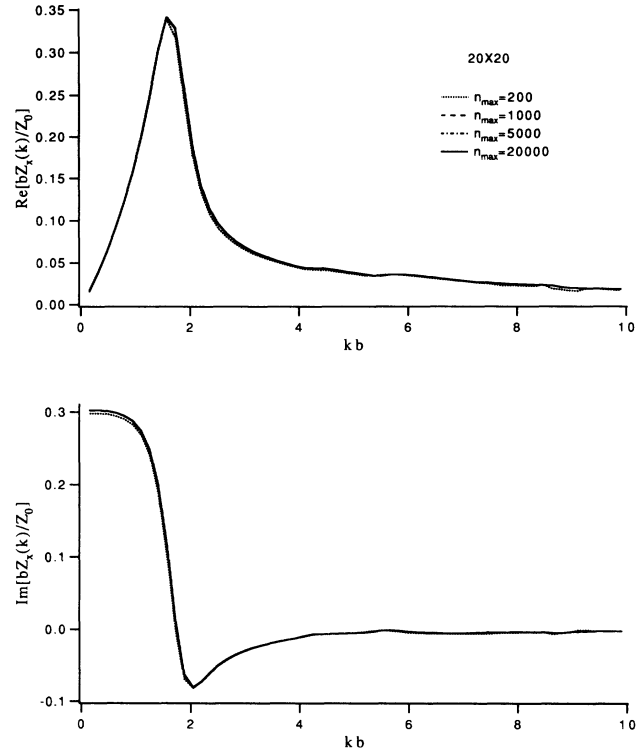 0.35
0.30
0.25
0.20
0.15
0.10
0.05
0.00
Re[bZx(k)/Z0]
20X20
nmax=200
nmax=1000
nmax=5000
nmax=20000
0 2 4 6 8 10
kb
0.3
0.2
0.1
0.0
-0.1
Im[bZx(k)/Z0]
0 2 4 6 8 10
kb